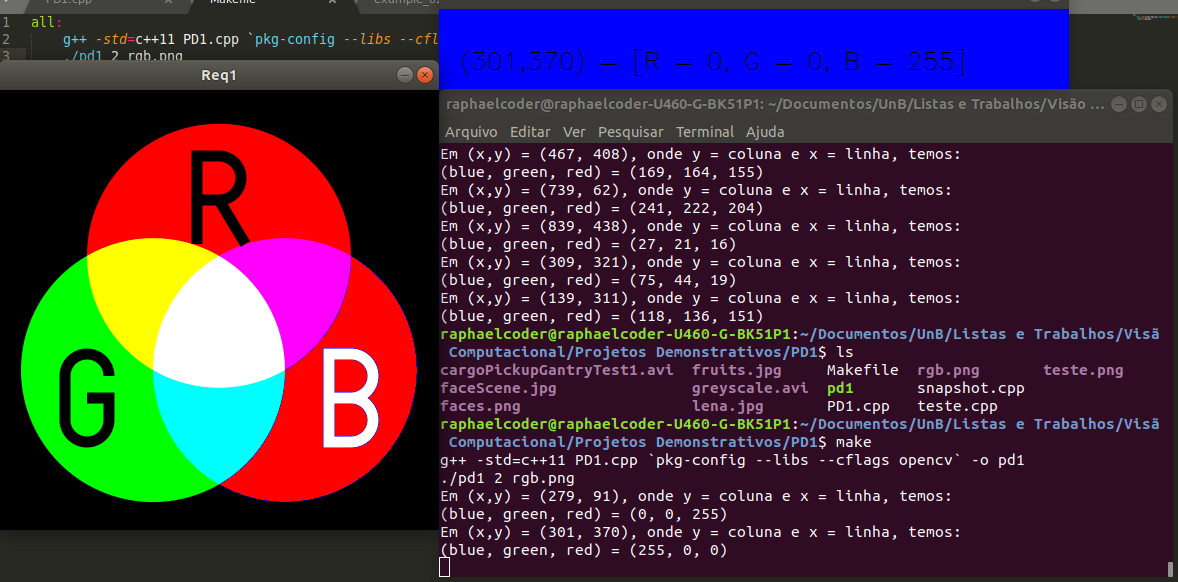 PD1.cpp
Makefile
1 all:
2 g++ -std=c++11 PD1.cpp `pkg-config --libs --cfl
3 ./pd1 2 rgb.png
Req1
R
G
B
(301,370) = [R = 0, G = 0, B = 255]
raphaelcoder@raphaelcoder-U460-G-BK51P1: ~/Documentos/UnB/Listas e Trabalhos/Visão ...
Arquivo Editar Ver Pesquisar Terminal Ajuda
Em (x,y) = (467, 408), onde y = coluna e x = linha, temos:
(blue, green, red) = (169, 164, 155)
Em (x,y) = (739, 62), onde y = coluna e x = linha, temos:
(blue, green, red) = (241, 222, 204)
Em (x,y) = (839, 438), onde y = coluna e x = linha, temos:
(blue, green, red) = (27, 21, 16)
Em (x,y) = (309, 321), onde y = coluna e x = linha, temos:
(blue, green, red) = (75, 44, 19)
Em (x,y) = (139, 311), onde y = coluna e x = linha, temos:
(blue, green, red) = (118, 136, 151)
raphaelcoder@raphaelcoder-U460-G-BK51P1:~/Documentos/UnB/Listas e Trabalhos/Visã
Computacional/Projetos Demonstrativos/PD1$ ls
cargoPickupGantryTest1.avi fruits.jpg Makefile rgb.png teste.png
faceScene.jpg greyscale.avi pd1 snapshot.cpp
faces.png lena.jpg PD1.cpp teste.cpp
raphaelcoder@raphaelcoder-U460-G-BK51P1:~/Documentos/UnB/Listas e Trabalhos/Visã
Computacional/Projetos Demonstrativos/PD1$ make
g++ -std=c++11 PD1.cpp `pkg-config --libs --cflags opencv` -o pd1
./pd1 2 rgb.png
Em (x,y) = (279, 91), onde y = coluna e x = linha, temos:
(blue, green, red) = (0, 0, 255)
Em (x,y) = (301, 370), onde y = coluna e x = linha, temos:
(blue, green, red) = (255, 0, 0)